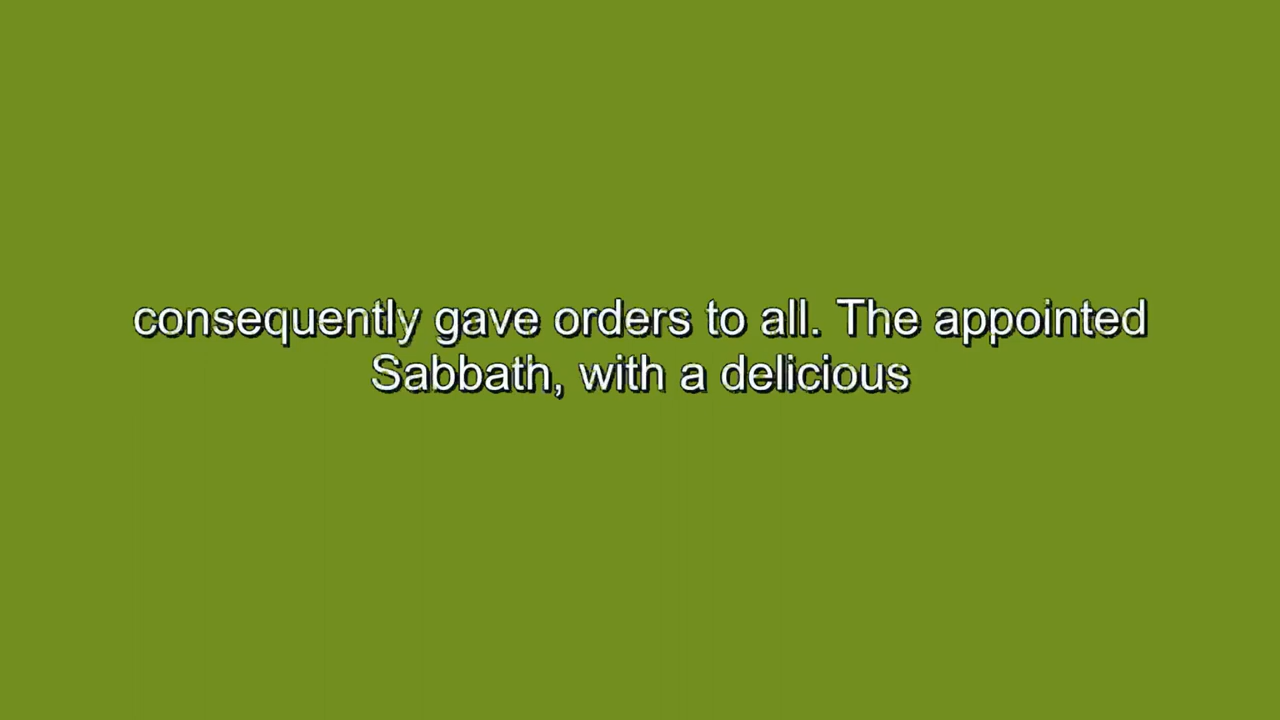 consequently gave orders to all. The appointed
Sabbath, with a delicious